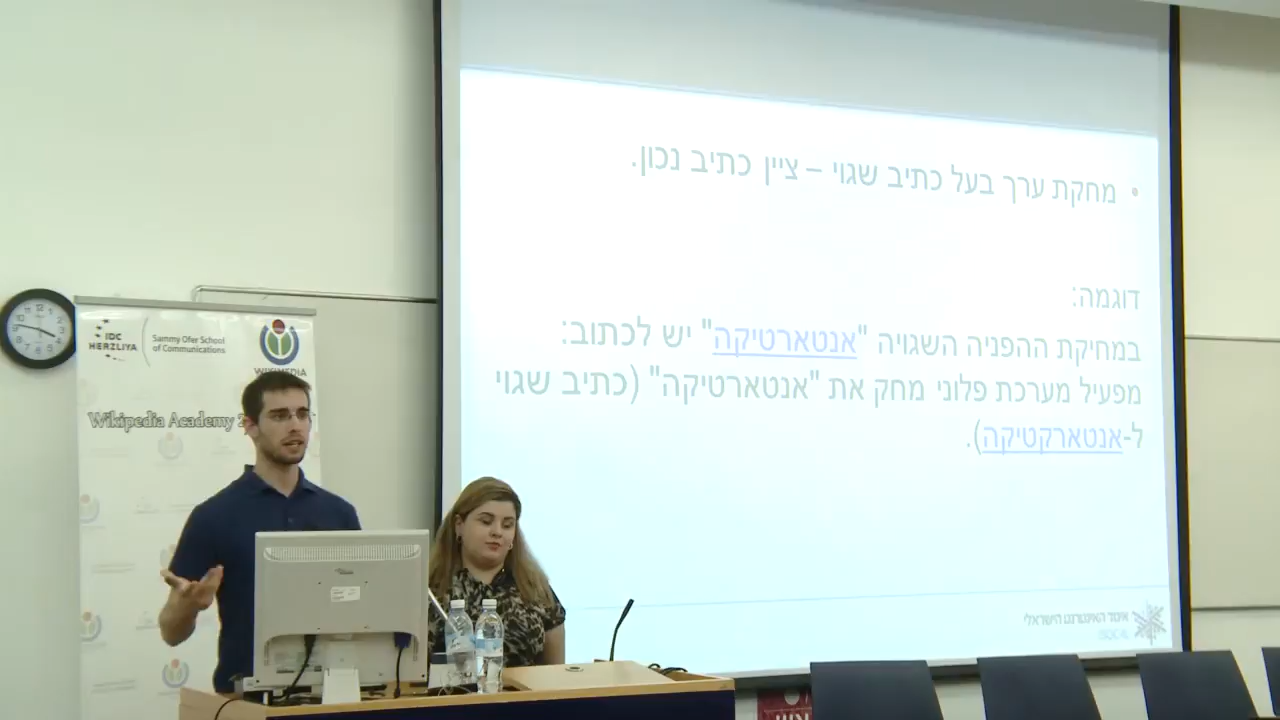 • מחקת ערך בעל כתיב שגוי – ציין כתיב נכון.
דוגמה:
במחיקת ההפניה השגויה "אנטארטיקה" יש לכתוב:
מפעיל מערכת פלוני מחק את "אנטארטיקה" (כתיב שגוי
ל-אנטארקטיקה).
איגוד האינטרנט הישראלי
ISOC-IL
IDC
HERZLIYA
Sammy Ofer School
of Communications
WIKIMEDIA
Wikipedia Academy